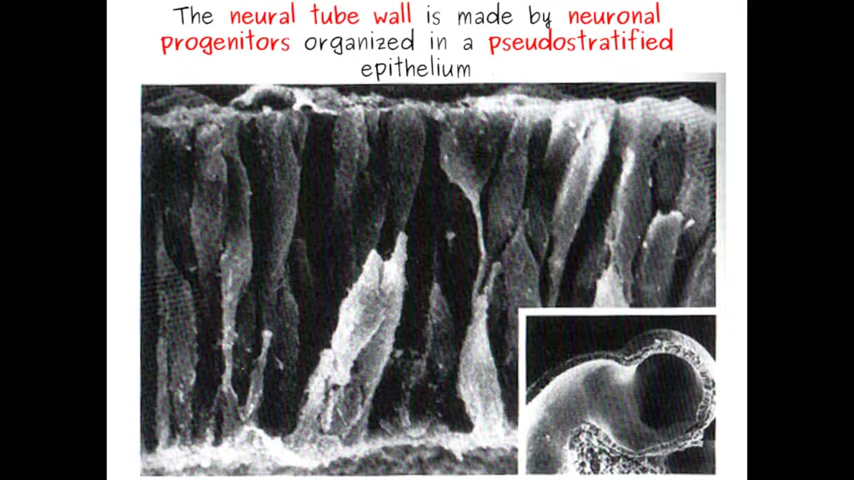 The neural tube wall is made by neuronal
progenitors organized in a pseudostratified
epithelium